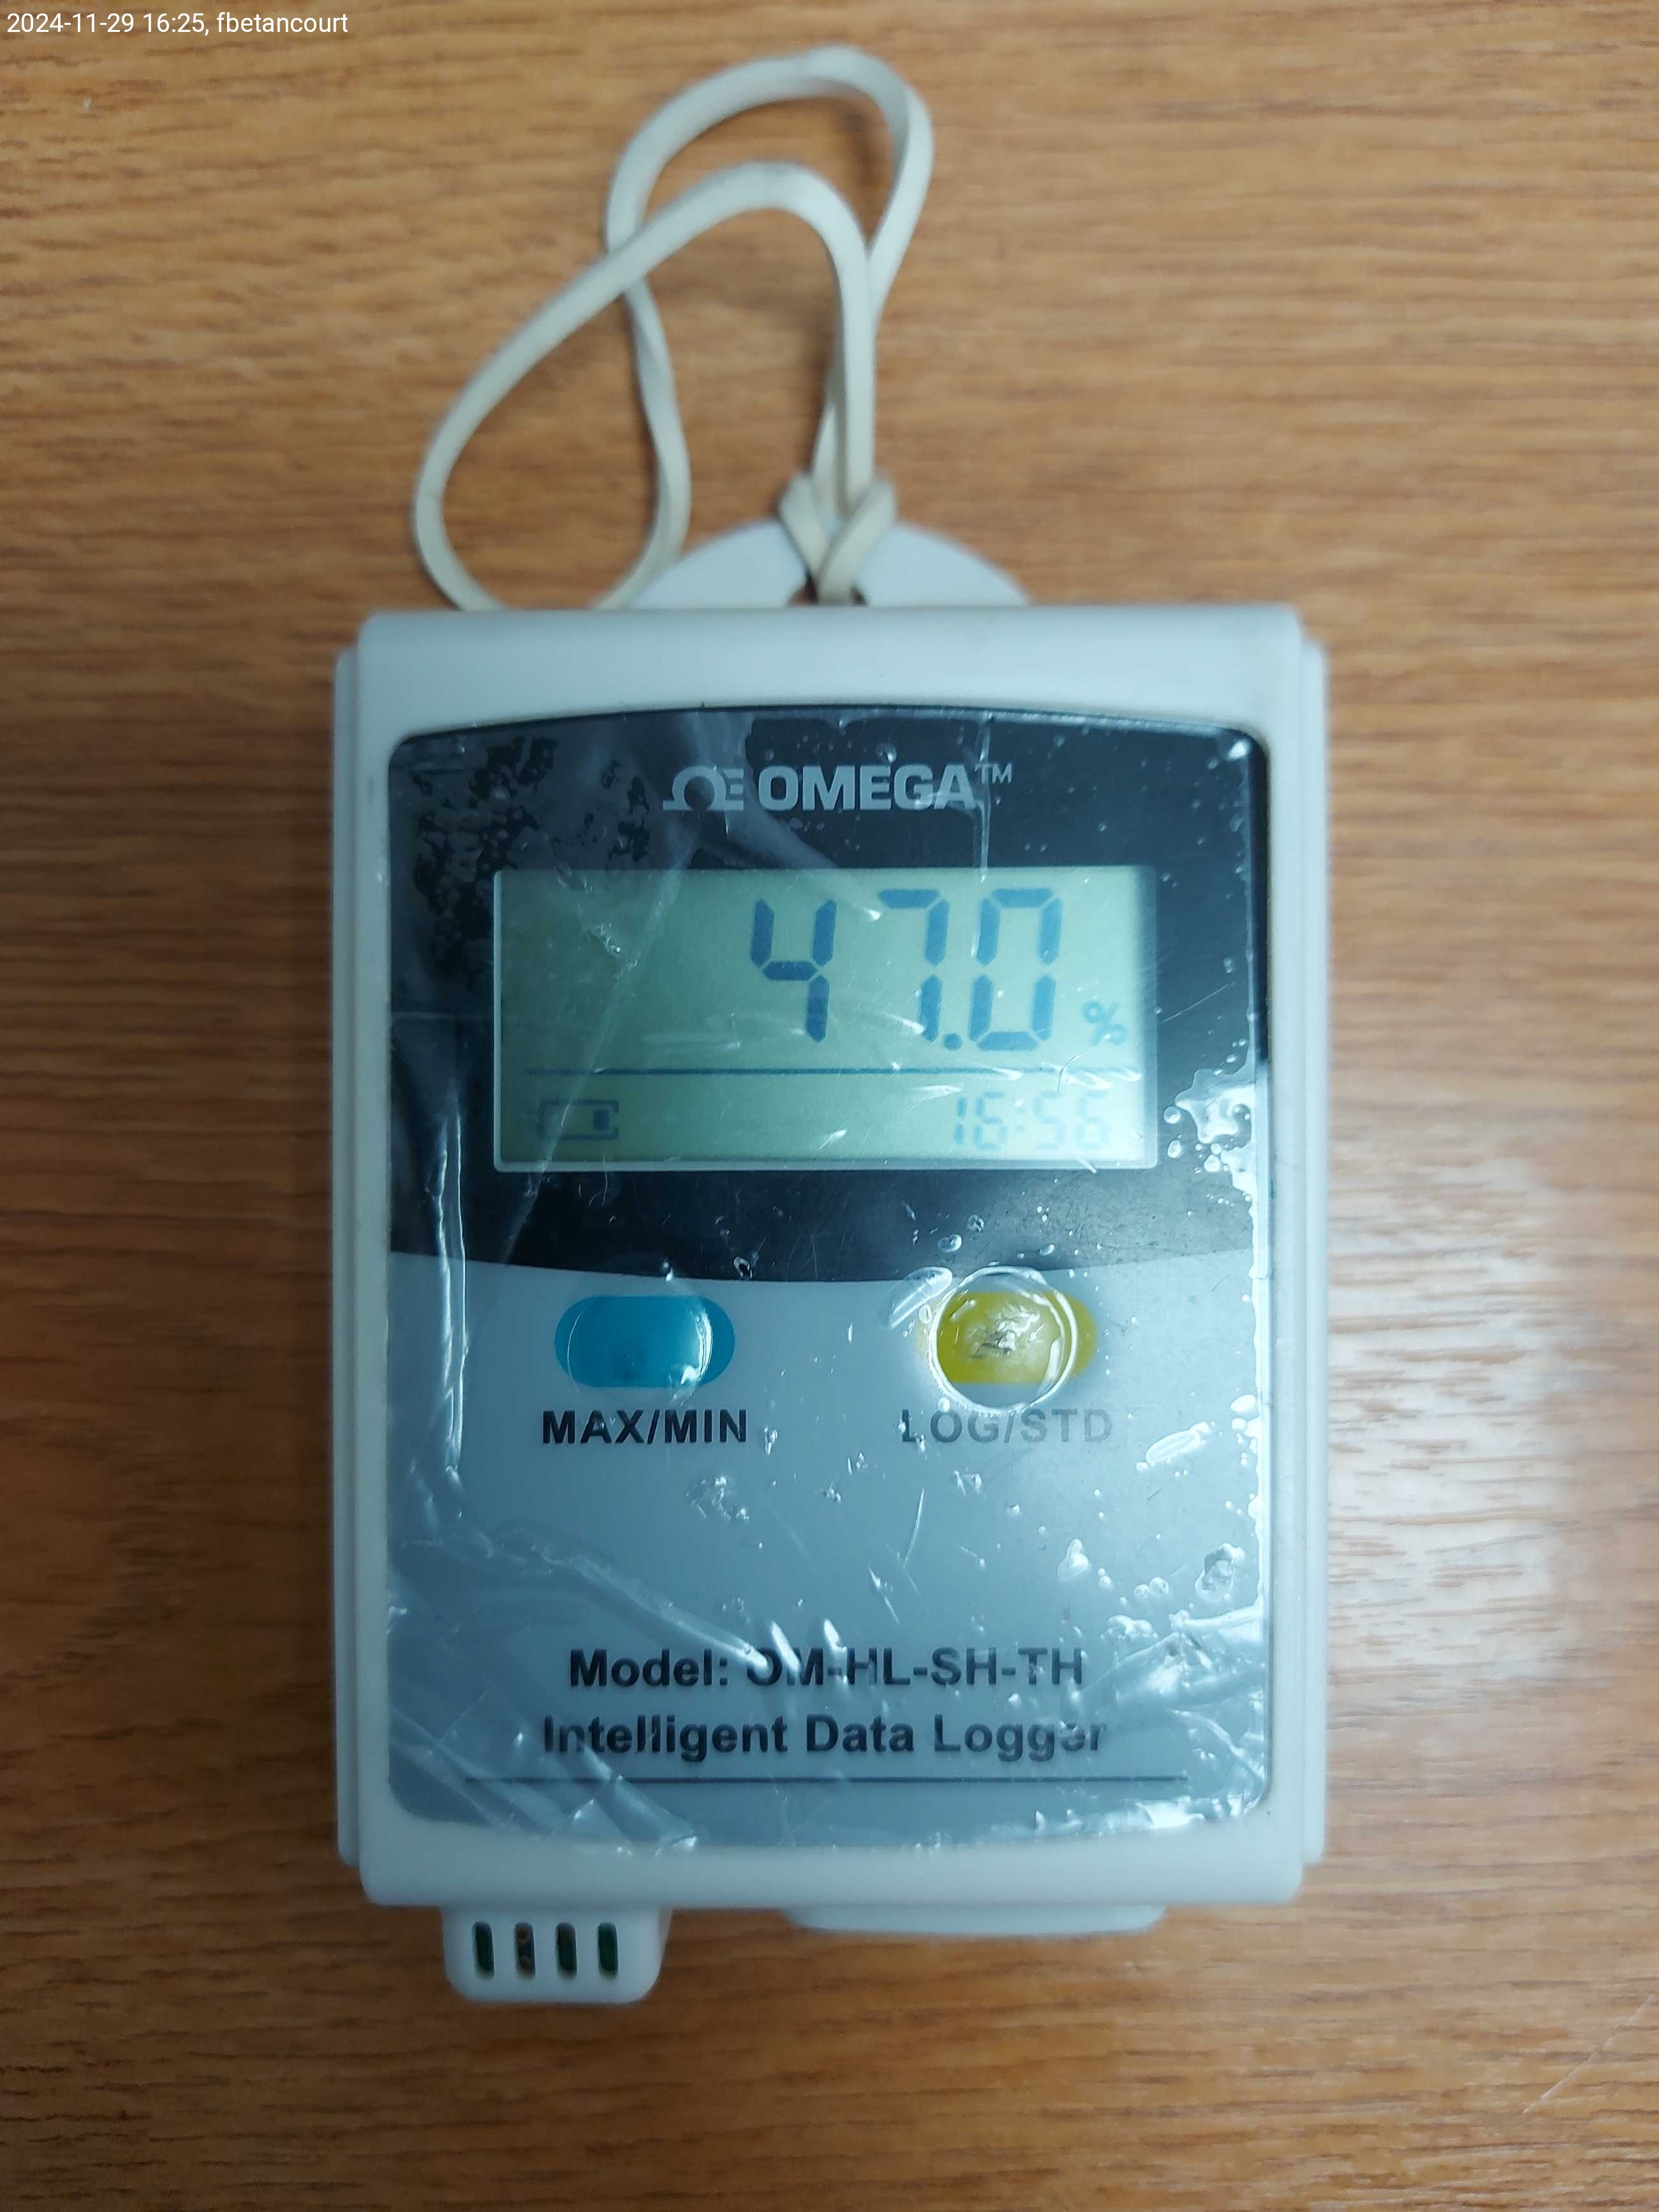 2024-11-29 16:25, fbetancourt
OMEGA™
47.0 %
16:56
MAX/MIN
LOG/STD
Model: OM-HL-SH-TH
Intelligent Data Logger